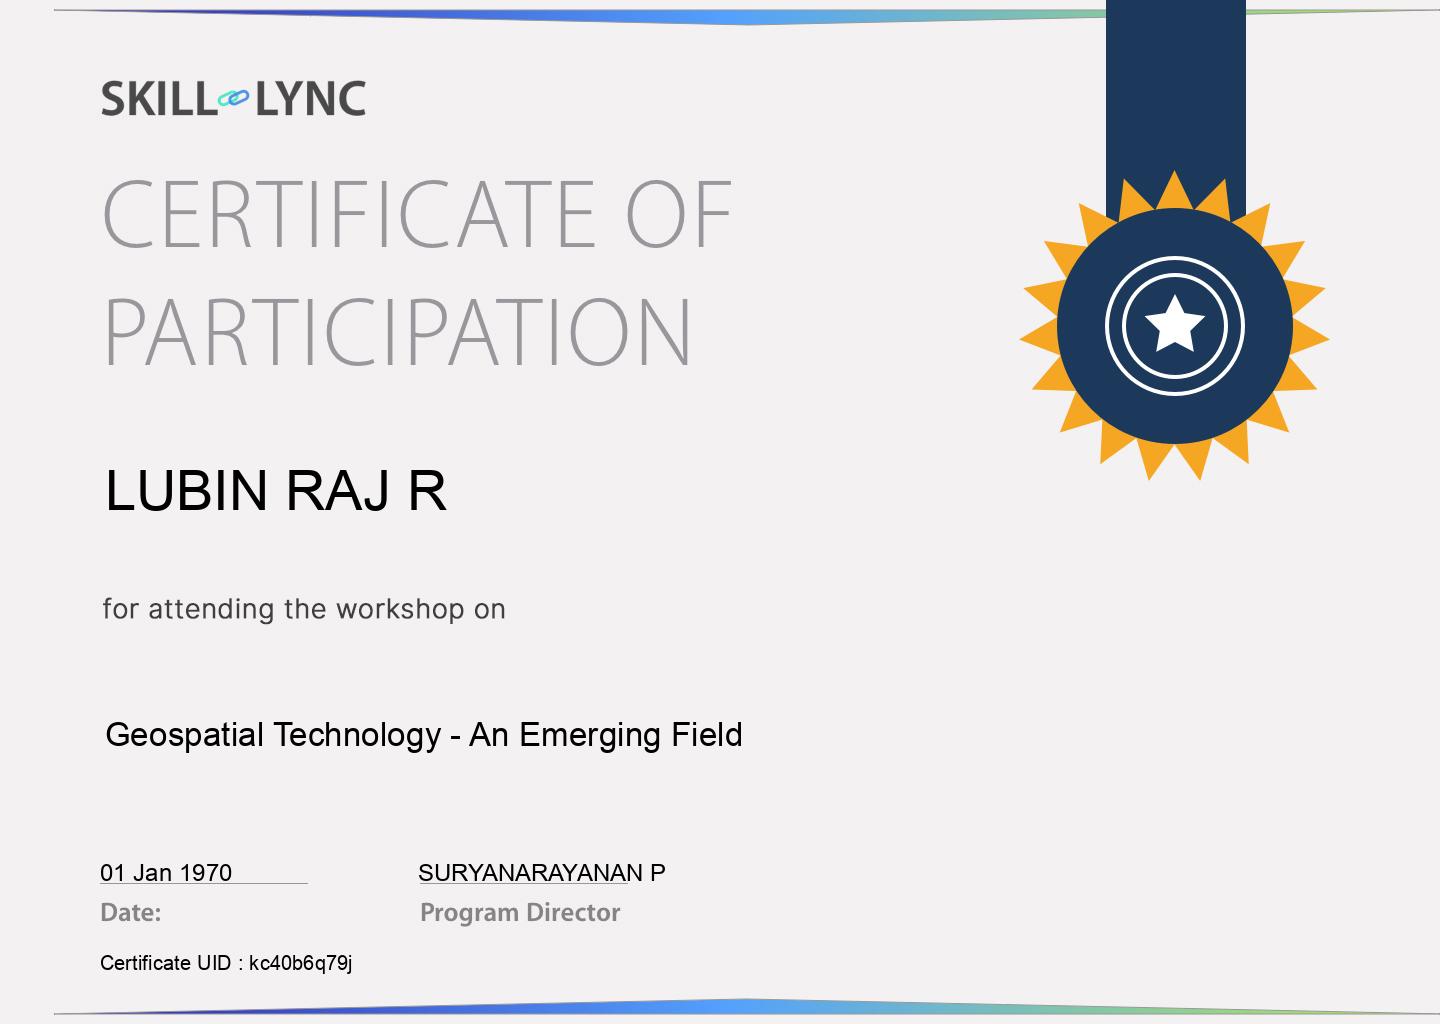 SKILL LYNC
CERTIFICATE OF
PARTICIPATION
LUBIN RAJ R
for attending the workshop on
Geospatial Technology - An Emerging Field
01 Jan 1970 SURYANARAYANAN P
Date: Program Director
Certificate UID : kc40b6q79j